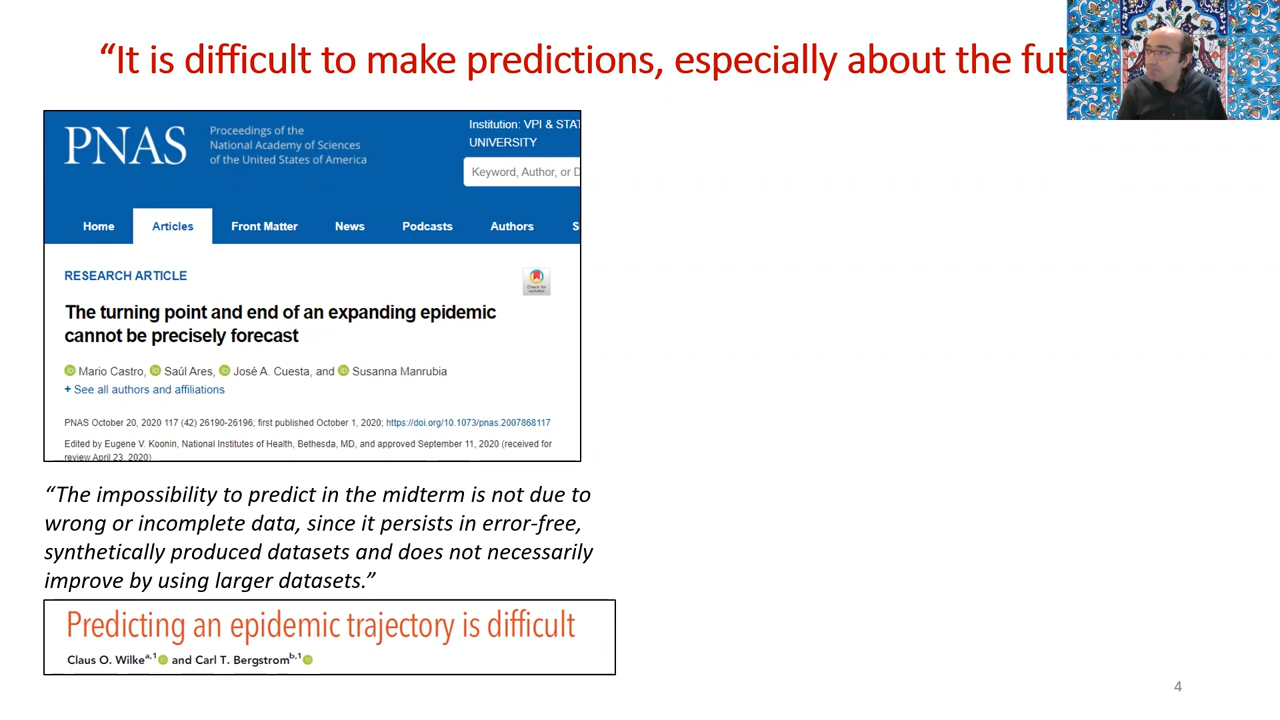 “It is difficult to make predictions, especially about the fut
PNAS
Proceedings of the
National Academy of Sciences
of the United States of America
Institution: VPI & STAT
UNIVERSITY
Keyword, Author, or D
Home Articles Front Matter News Podcasts Authors S
RESEARCH ARTICLE
Check for
updates
The turning point and end of an expanding epidemic
cannot be precisely forecast
Mario Castro, Saúl Ares, José A. Cuesta, and Susanna Manrubia
+ See all authors and affiliations
PNAS October 20, 2020 117 (42) 26190-26196; first published October 1, 2020; https://doi.org/10.1073/pnas.2007868117
Edited by Eugene V. Koonin, National Institutes of Health, Bethesda, MD, and approved September 11, 2020 (received for
review April 23, 2020)
“The impossibility to predict in the midterm is not due to
wrong or incomplete data, since it persists in error-free,
synthetically produced datasets and does not necessarily
improve by using larger datasets.”
Predicting an epidemic trajectory is difficult
Claus O. Wilke a,1 and Carl T. Bergstrom b,1
4